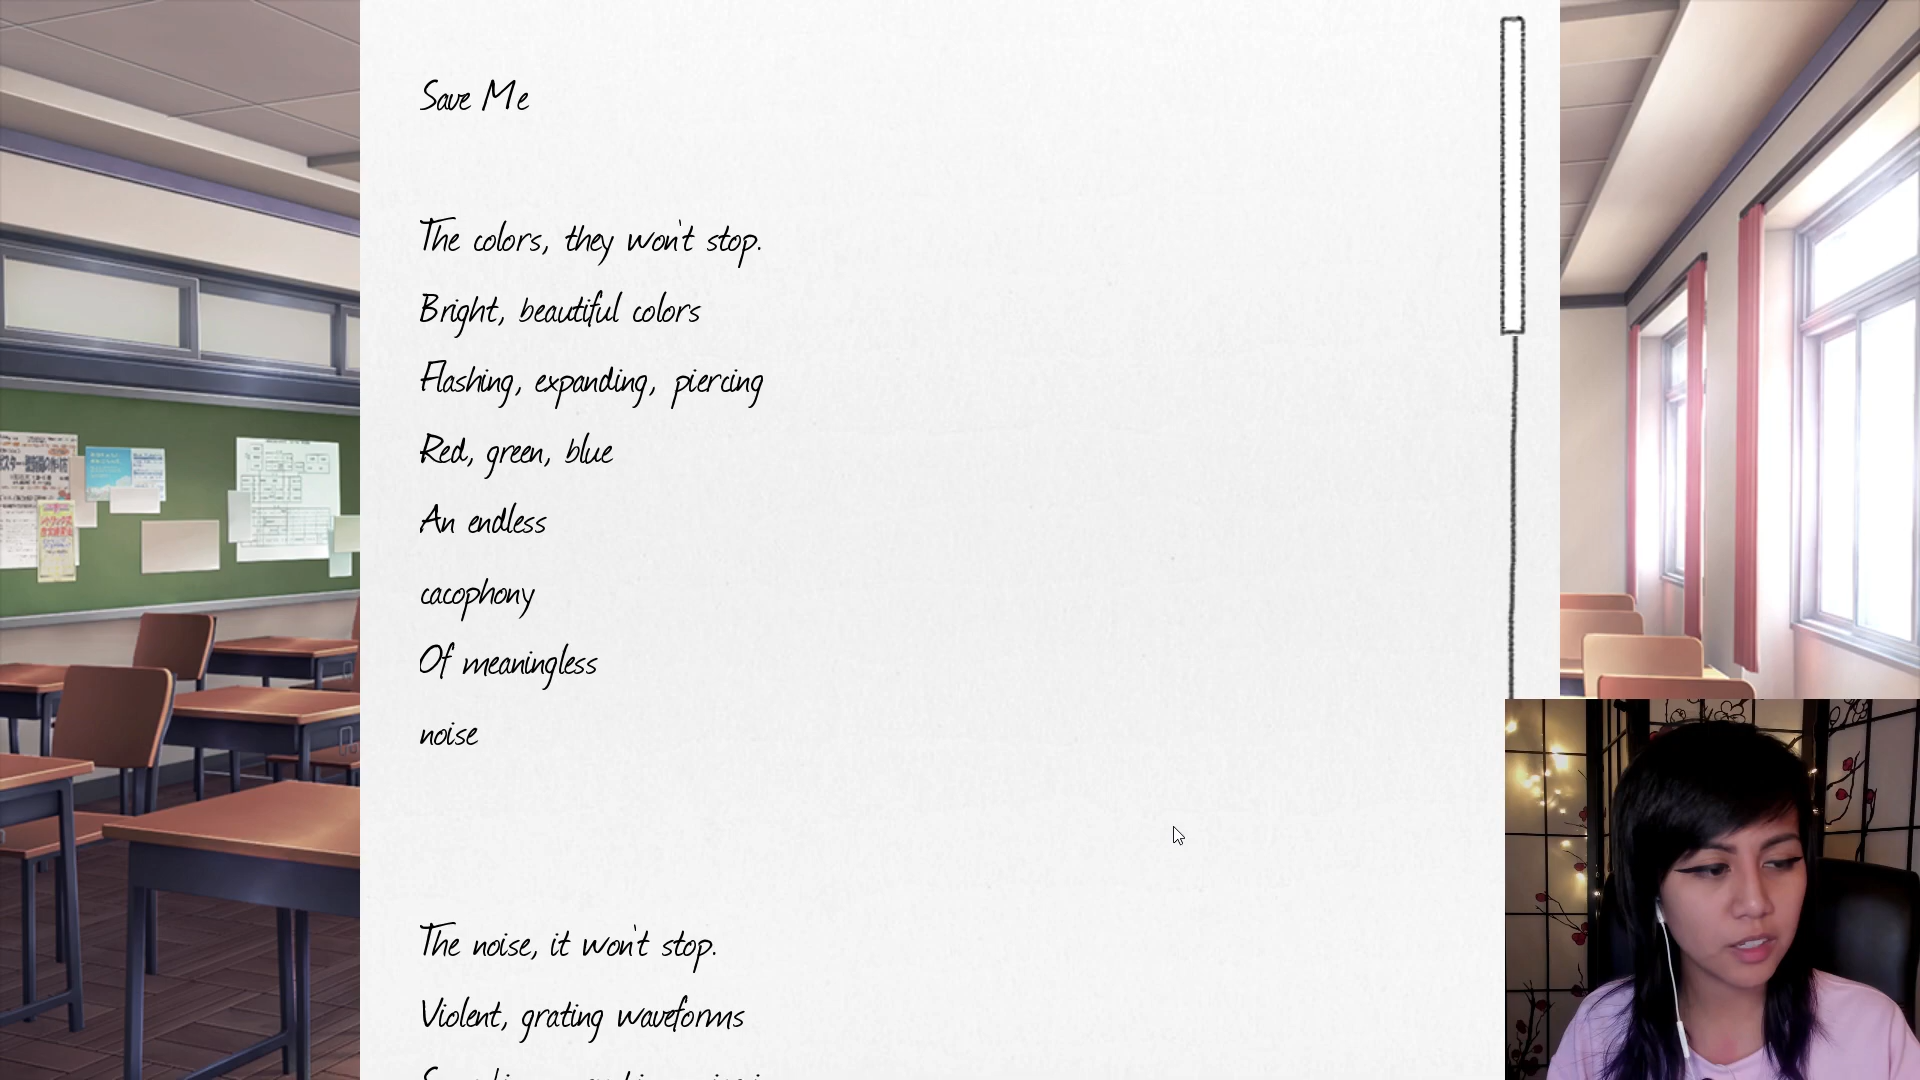 Save Me
The colors, they won't stop.
Bright, beautiful colors
Flashing, expanding, piercing
Red, green, blue
An endless
cacophony
Of meaningless
noise
The noise, it won't stop.
Violent, grating waveforms